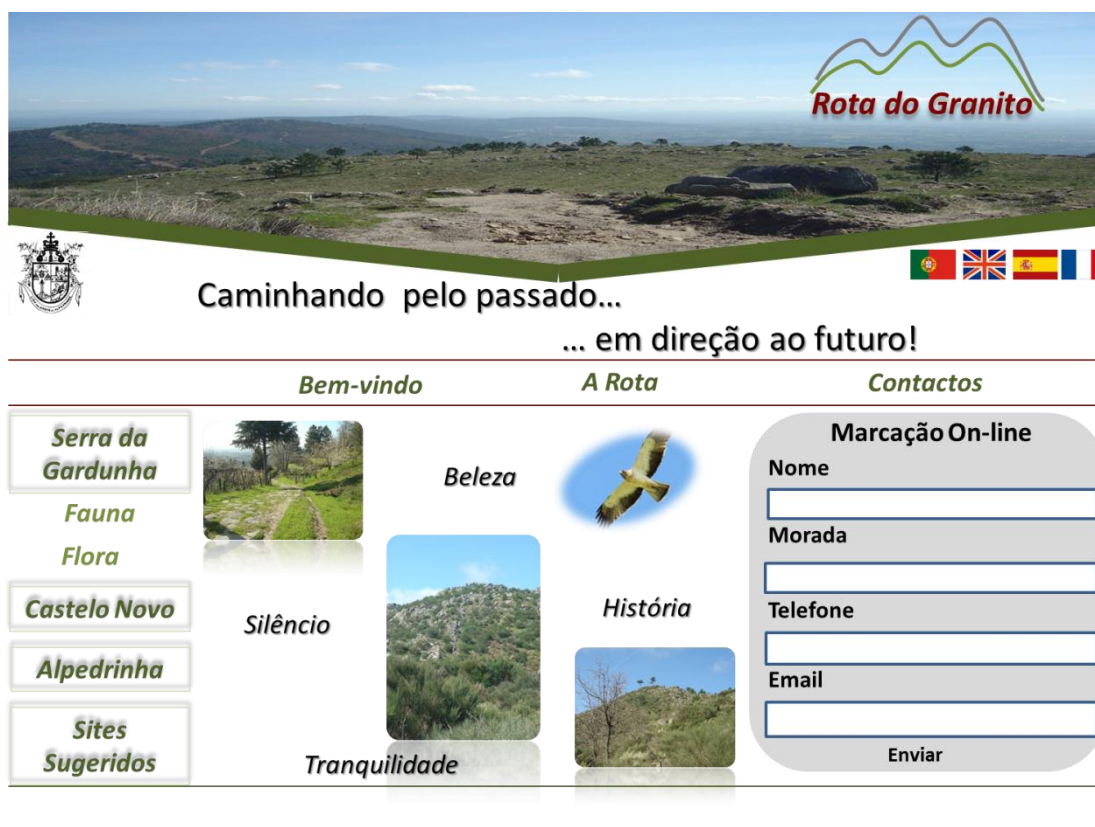 Rota do Granito
Caminhando pelo passado...
... em direção ao futuro!
Bem-vindo
A Rota
Contactos
Serra da
Gardunha
Fauna
Flora
Castelo Novo
Alpedrinha
Sites
Sugeridos
Beleza
Silêncio
História
Tranquilidade
Marcação On-line
Nome
Morada
Telefone
Email
Enviar